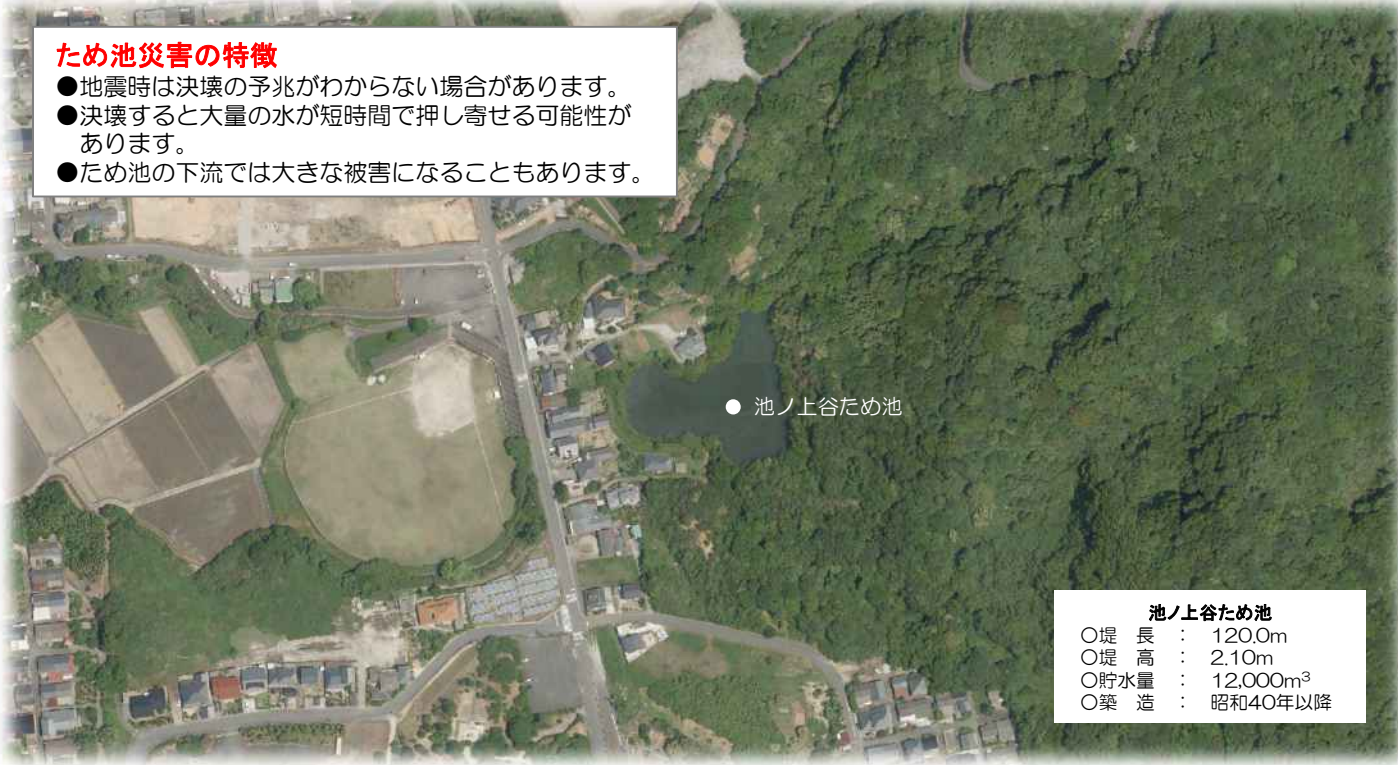 ため池災害の特徴
●地震時は決壊の予兆がわからない場合があります。
●決壊すると大量の水が短時間で押し寄せる可能性が
あります。
●ため池の下流では大きな被害になることもあります。
● 池ノ上谷ため池
池ノ上谷ため池
○堤　長　：　120.0m
○堤　高　：　2.10m
○貯水量　：　12,000m³
○築　造　：　昭和40年以降